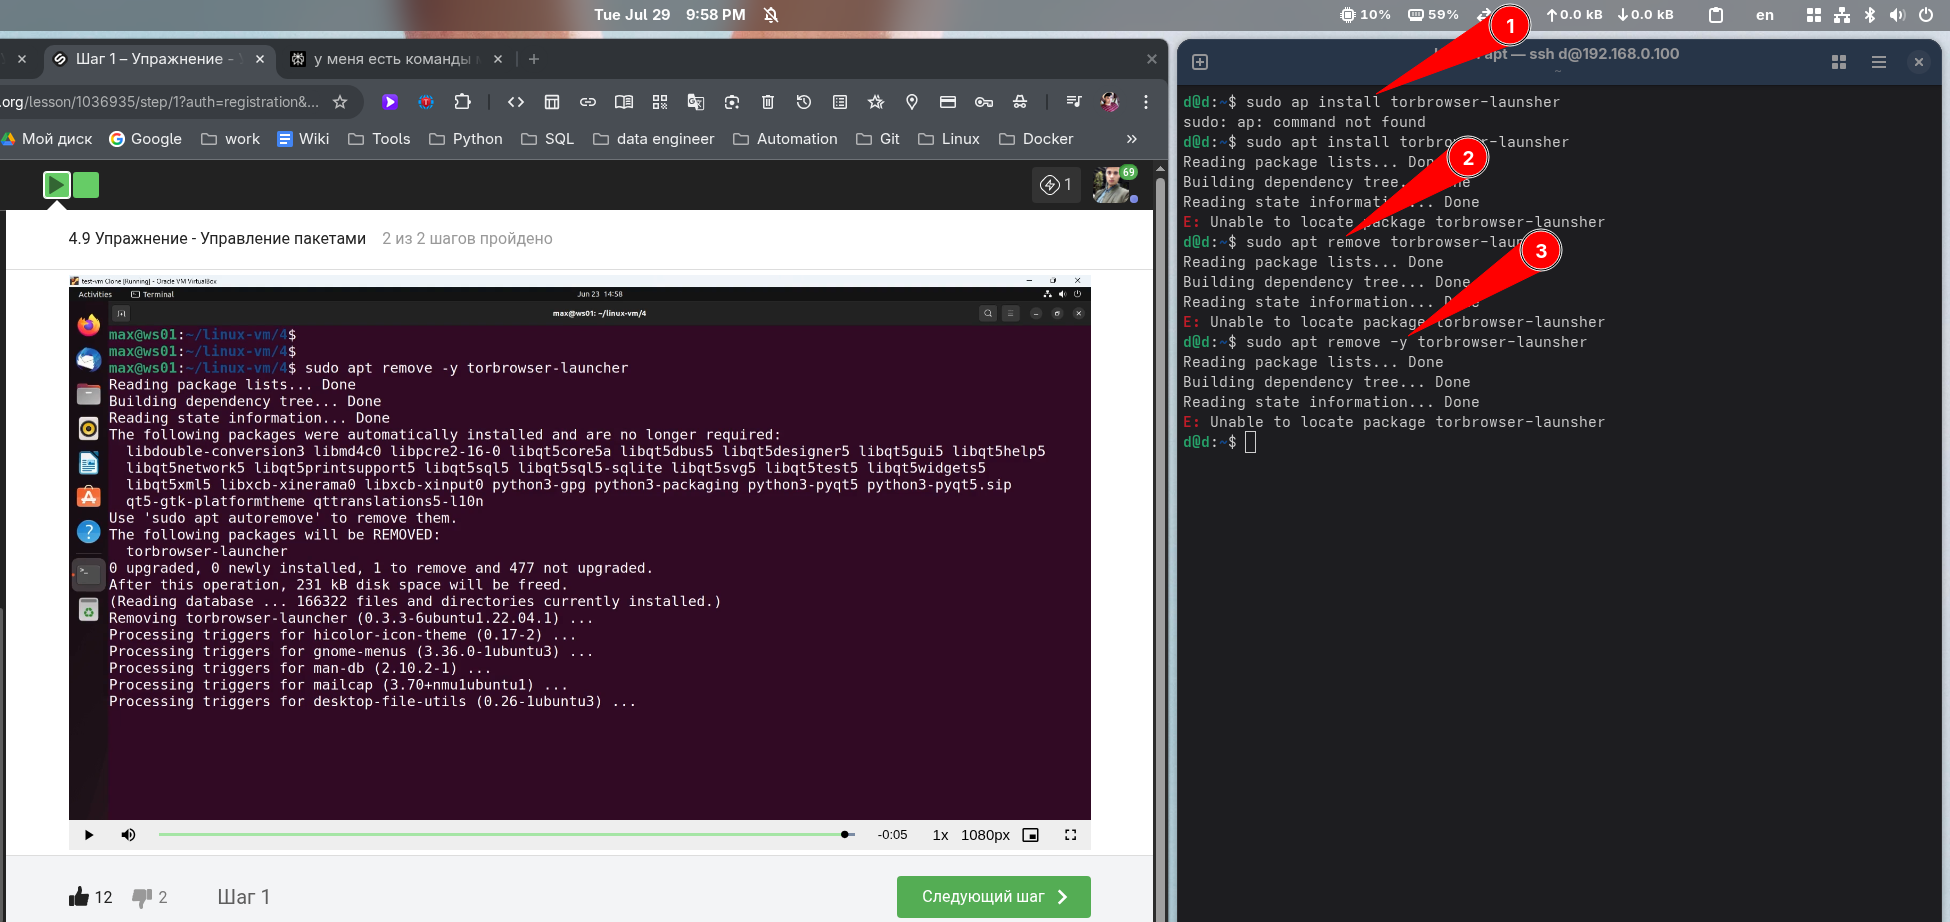 Tue Jul 29 9:58 PM
10% 59% 0.0 kB 0.0 kB en
Шаг 1 – Упражнение -
у меня есть команды
.org/lesson/1036935/step/1?auth=registration&...
Мой диск Google work Wiki Tools Python SQL data engineer Automation Git Linux Docker »
1
69
4.9 Упражнение - Управление пакетами 2 из 2 шагов пройдено
test-vm Clone [Running] - Oracle VM VirtualBox
Activities Terminal Jun 23 14:58
max@ws01: ~/linux-vm/4
max@ws01:~/linux-vm/4$
max@ws01:~/linux-vm/4$
max@ws01:~/linux-vm/4$ sudo apt remove -y torbrowser-launcher
Reading package lists... Done
Building dependency tree... Done
Reading state information... Done
The following packages were automatically installed and are no longer required:
libdouble-conversion3 libmd4c0 libpcre2-16-0 libqt5core5a libqt5dbus5 libqt5designer5 libqt5gui5 libqt5help5
libqt5network5 libqt5printsupport5 libqt5sql5 libqt5sql5-sqlite libqt5svg5 libqt5test5 libqt5widgets5
libqt5xml5 libxcb-xinerama0 libxcb-xinput0 python3-gpg python3-packaging python3-pyqt5 python3-pyqt5.sip
qt5-gtk-platformtheme qttranslations5-l10n
Use 'sudo apt autoremove' to remove them.
The following packages will be REMOVED:
torbrowser-launcher
0 upgraded, 0 newly installed, 1 to remove and 477 not upgraded.
After this operation, 231 kB disk space will be freed.
(Reading database ... 166322 files and directories currently installed.)
Removing torbrowser-launcher (0.3.3-6ubuntu1.22.04.1) ...
Processing triggers for hicolor-icon-theme (0.17-2) ...
Processing triggers for gnome-menus (3.36.0-1ubuntu3) ...
Processing triggers for man-db (2.10.2-1) ...
Processing triggers for mailcap (3.70+nmu1ubuntu1) ...
Processing triggers for desktop-file-utils (0.26-1ubuntu3) ...
-0:05 1x 1080px
12 2 Шаг 1 Следующий шаг
apt — ssh d@192.168.0.100
~
d@d:~$ sudo ap install torbrowser-launsher
sudo: ap: command not found
d@d:~$ sudo apt install torbrowser-launsher
Reading package lists... Done
Building dependency tree... Done
Reading state information... Done
E: Unable to locate package torbrowser-launsher
d@d:~$ sudo apt remove torbrowser-laun
Reading package lists... Done
Building dependency tree... Done
Reading state information... Done
E: Unable to locate package torbrowser-launsher
d@d:~$ sudo apt remove -y torbrowser-launsher
Reading package lists... Done
Building dependency tree... Done
Reading state information... Done
E: Unable to locate package torbrowser-launsher
d@d:~$
1
2
3